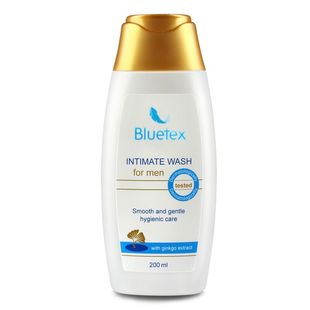 Bluetex
INTIMATE WASH
for men
tested
Smooth and gentle
hygienic care
with ginkgo extract
200 ml